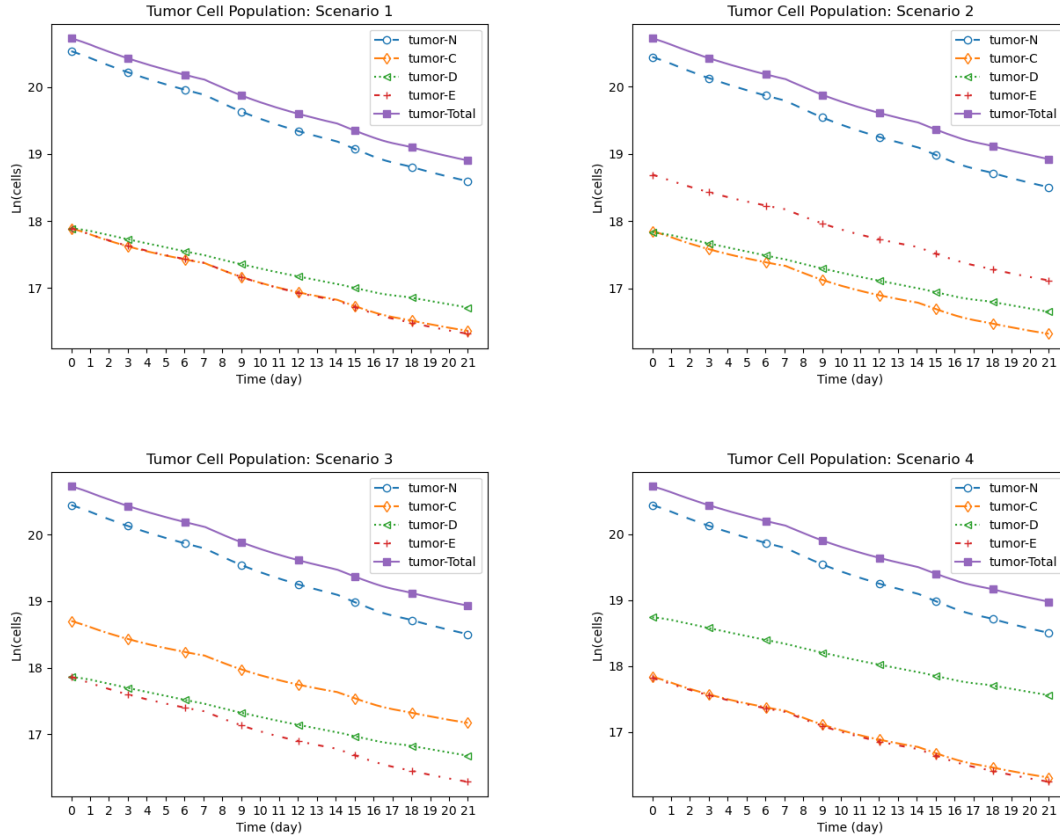 Tumor Cell Population: Scenario 1
tumor-N
tumor-C
tumor-D
tumor-E
tumor-Total
Ln(cells)
20
19
18
17
0 1 2 3 4 5 6 7 8 9 10 11 12 13 14 15 16 17 18 19 20 21
Time (day)
Tumor Cell Population: Scenario 2
tumor-N
tumor-C
tumor-D
tumor-E
tumor-Total
Ln(cells)
20
19
18
17
0 1 2 3 4 5 6 7 8 9 10 11 12 13 14 15 16 17 18 19 20 21
Time (day)
Tumor Cell Population: Scenario 3
tumor-N
tumor-C
tumor-D
tumor-E
tumor-Total
Ln(cells)
20
19
18
17
0 1 2 3 4 5 6 7 8 9 10 11 12 13 14 15 16 17 18 19 20 21
Time (day)
Tumor Cell Population: Scenario 4
tumor-N
tumor-C
tumor-D
tumor-E
tumor-Total
Ln(cells)
20
19
18
17
0 1 2 3 4 5 6 7 8 9 10 11 12 13 14 15 16 17 18 19 20 21
Time (day)